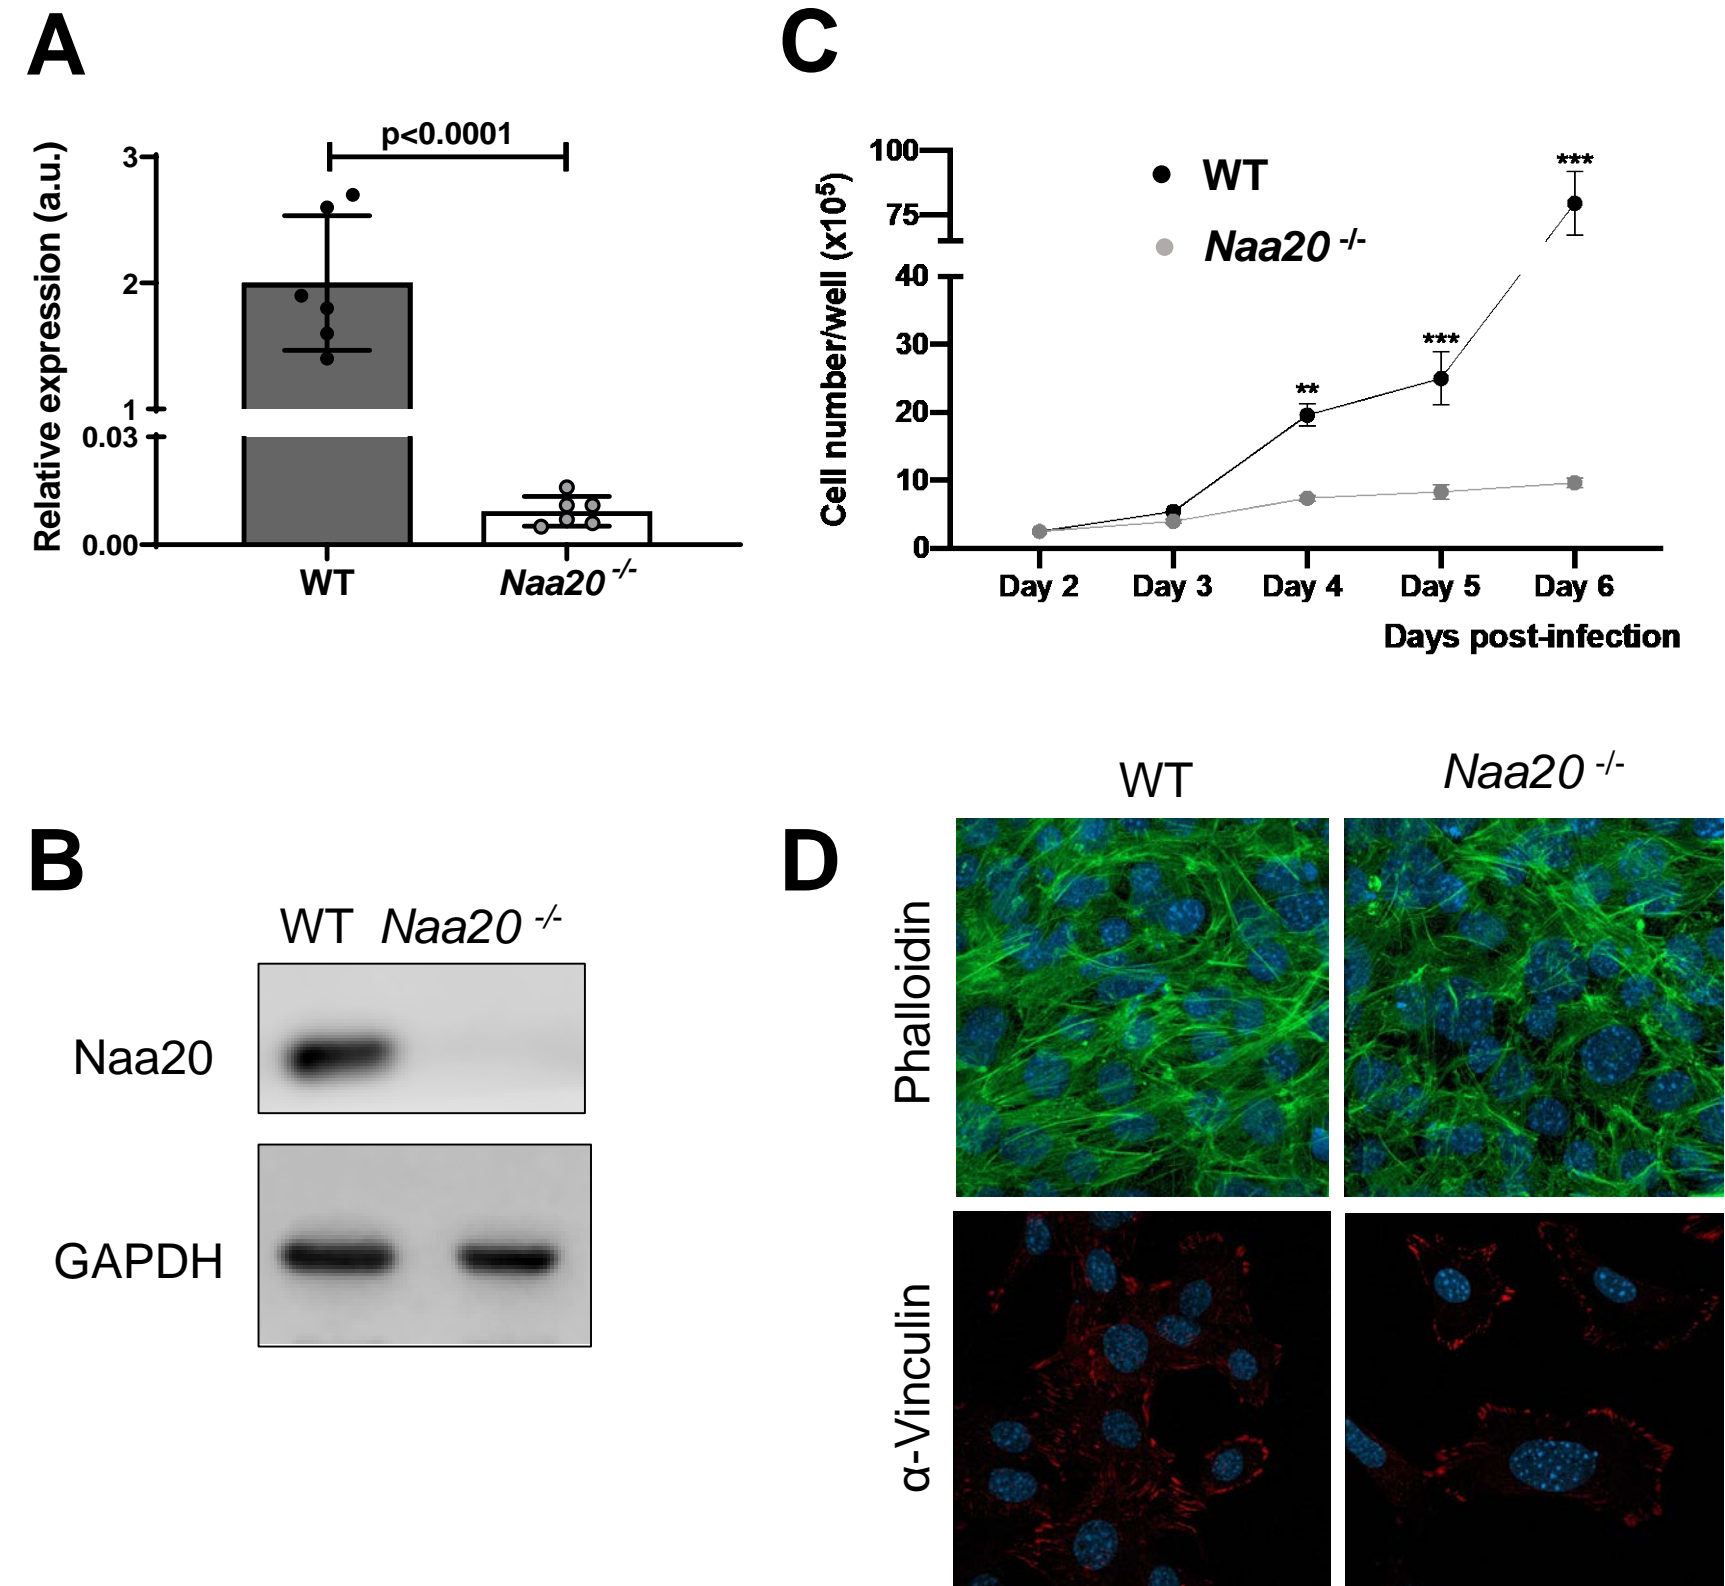 A
p<0.0001
Relative expression (a.u.)
3
2
1
0.03
0.00
WT
Naa20 -/-
C
Cell number/well (x10⁵)
100
75
40
30
20
10
0
WT
Naa20 -/-
**
***
***
Day 2 Day 3 Day 4 Day 5 Day 6
Days post-infection
B
WT Naa20 -/-
Naa20
GAPDH
D
WT Naa20 -/-
Phalloidin
α-Vinculin